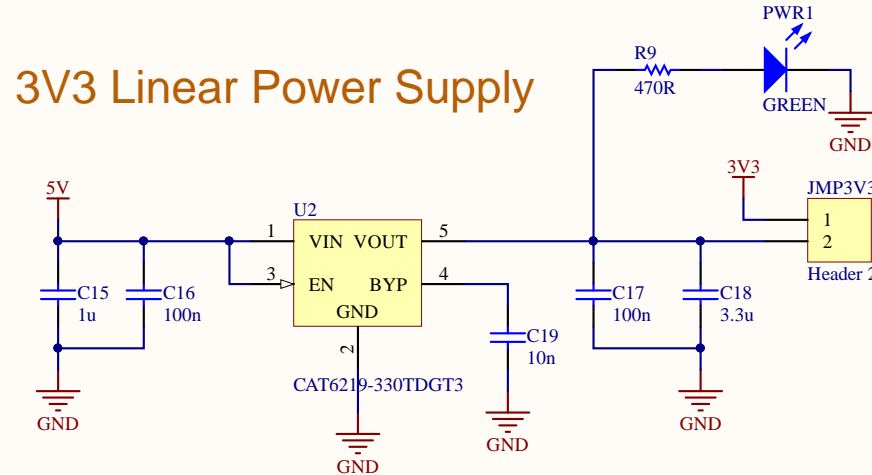 PWR1
R9
470R
GREEN
GND
3V3 Linear Power Supply
5V
U2
3V3
JMP3V3
1
VIN VOUT
5
1
2
3
EN
BYP
4
GND
C15
1u
C16
100n
2
C19
10n
C17
100n
C18
3.3u
Header 2
CAT6219-330TDGT3
GND
GND
GND
GND